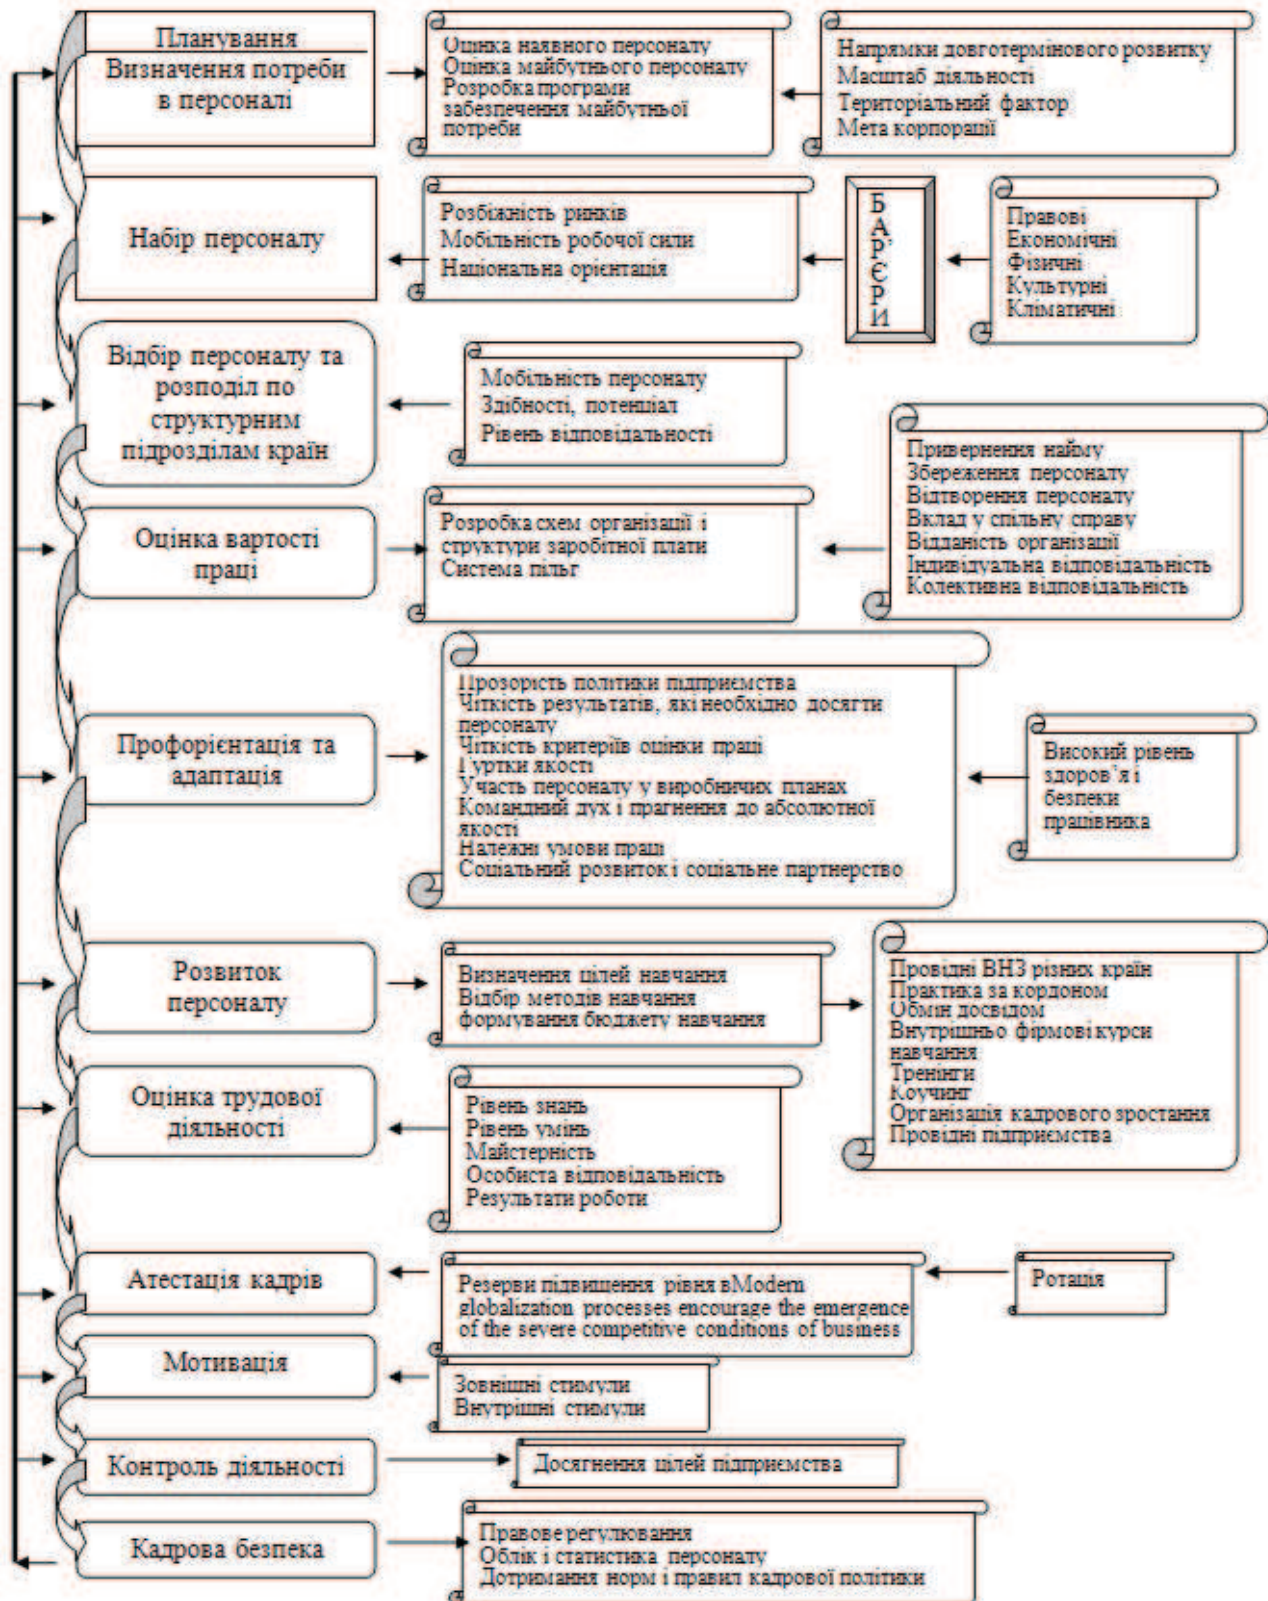 Планування
Визначення потреби
в персоналі
Оцінка наявного персоналу
Оцінка майбутнього персоналу
Розробка програми
забезпечення майбутньої
потреби
Напрямки довготермінового розвитку
Масштаб діяльності
Територіальний фактор
Мета корпорації
Набір персоналу
Розбіжність ринків
Мобільність робочої сили
Національна орієнтація
БАР’ЄРИ
Правові
Економічні
Фізичні
Культурні
Кліматичні
Відбір персоналу та
розподіл по
структурним
підрозділам країн
Мобільність персоналу
Здібності, потенціал
Рівень відповідальності
Оцінка вартості
праці
Розробка схем організації і
структури заробітної плати
Система пільг
Привернення найму
Збереження персоналу
Відтворення персоналу
Вклад у спільну справу
Відданість організації
Індивідуальна відповідальність
Колективна відповідальність
Профорієнтація та
адаптація
Прозорість політики підприємства
Чіткість результатів, які необхідно досягти
персоналу
Чіткість критеріїв оцінки праці
Гуртки якості
Участь персоналу у виробничих планах
Командний дух і прагнення до абсолютної
якості
Належні умови праці
Соціальний розвиток і соціальне партнерство
Високий рівень
здоров’я і
безпеки
працівника
Розвиток
персоналу
Визначення цілей навчання
Відбір методів навчання
формування бюджету навчання
Провідні ВНЗ різних країн
Практика за кордоном
Обмін досвідом
Внутрішньо фірмові курси
навчання
Тренінги
Коучинг
Організація кадрового зростання
Провідні підприємства
Оцінка трудової
діяльності
Рівень знань
Рівень умінь
Майстерність
Особиста відповідальність
Результати роботи
Атестація кадрів
Резерви підвищення рівня вModern
globalization processes encourage the emergence
of the severe competitive conditions of business
Ротація
Мотивація
Зовнішні стимули
Внутрішні стимули
Контроль діяльності
Досягнення цілей підприємства
Кадрова безпека
Правове регулювання
Облік і статистика персоналу
Дотримання норм і правил кадрової політики